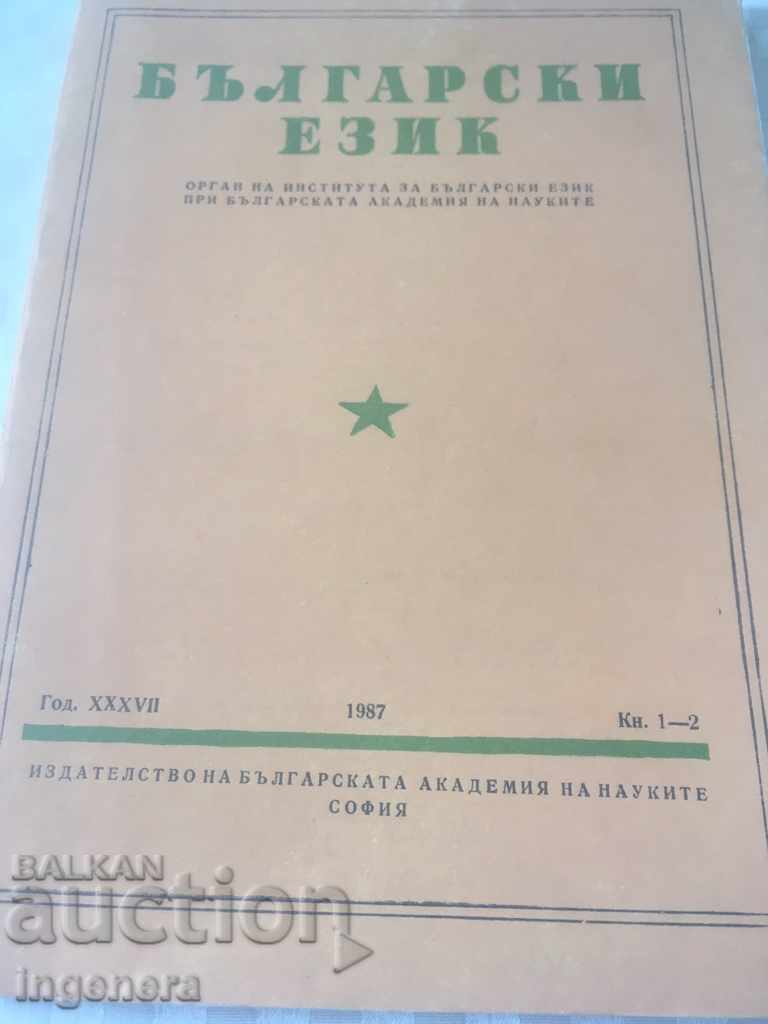 БЪЛГАРСКИ
ЕЗИК
ОРГАН НА ИНСТИТУТА ЗА БЪЛГАРСКИ ЕЗИК
ПРИ БЪЛГАРСКАТА АКАДЕМИЯ НА НАУКИТЕ
Год. XXXVII 1987 Кн. 1—2
ИЗДАТЕЛСТВО НА БЪЛГАРСКАТА АКАДЕМИЯ НА НАУКИТЕ
СОФИЯ
BALKAN
auction
ingenera